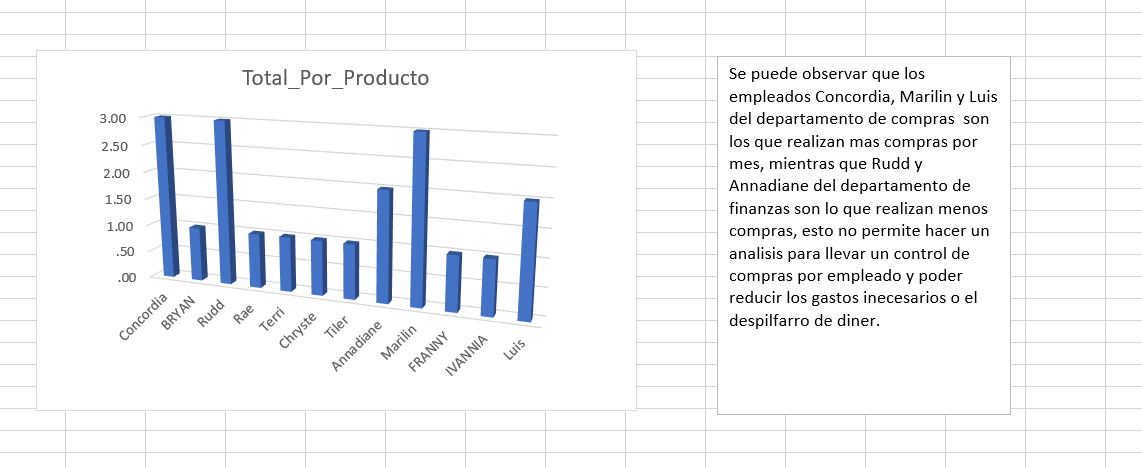 Total_Por_Producto
3.00
2.50
2.00
1.50
1.00
.50
.00
Concordia
BRYAN
Rudd
Rae
Terri
Chryste
Tiler
Annadiane
Marilin
FRANNY
IVANNIA
Luis
Se puede observar que los
empleados Concordia, Marilin y Luis
del departamento de compras  son
los que realizan mas compras por
mes, mientras que Rudd y
Annadiane del departamento de
finanzas son lo que realizan menos
compras, esto no permite hacer un
analisis para llevar un control de
compras por empleado y poder
reducir los gastos inecesarios o el
despilfarro de diner.